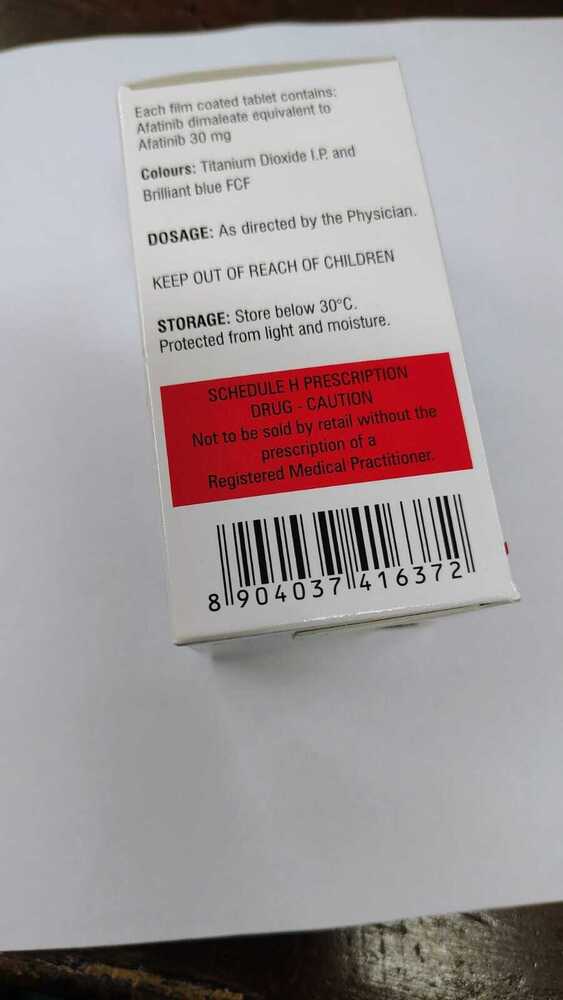 Each film coated tablet contains:
Afatinib dimaleate equivalent to
Afatinib 30 mg
Colours: Titanium Dioxide I.P. and
Brilliant blue FCF
DOSAGE: As directed by the Physician.
KEEP OUT OF REACH OF CHILDREN
STORAGE: Store below 30°C.
Protected from light and moisture.
SCHEDULE H PRESCRIPTION
DRUG - CAUTION
Not to be sold by retail without the
prescription of a
Registered Medical Practitioner.
8 904037 416372